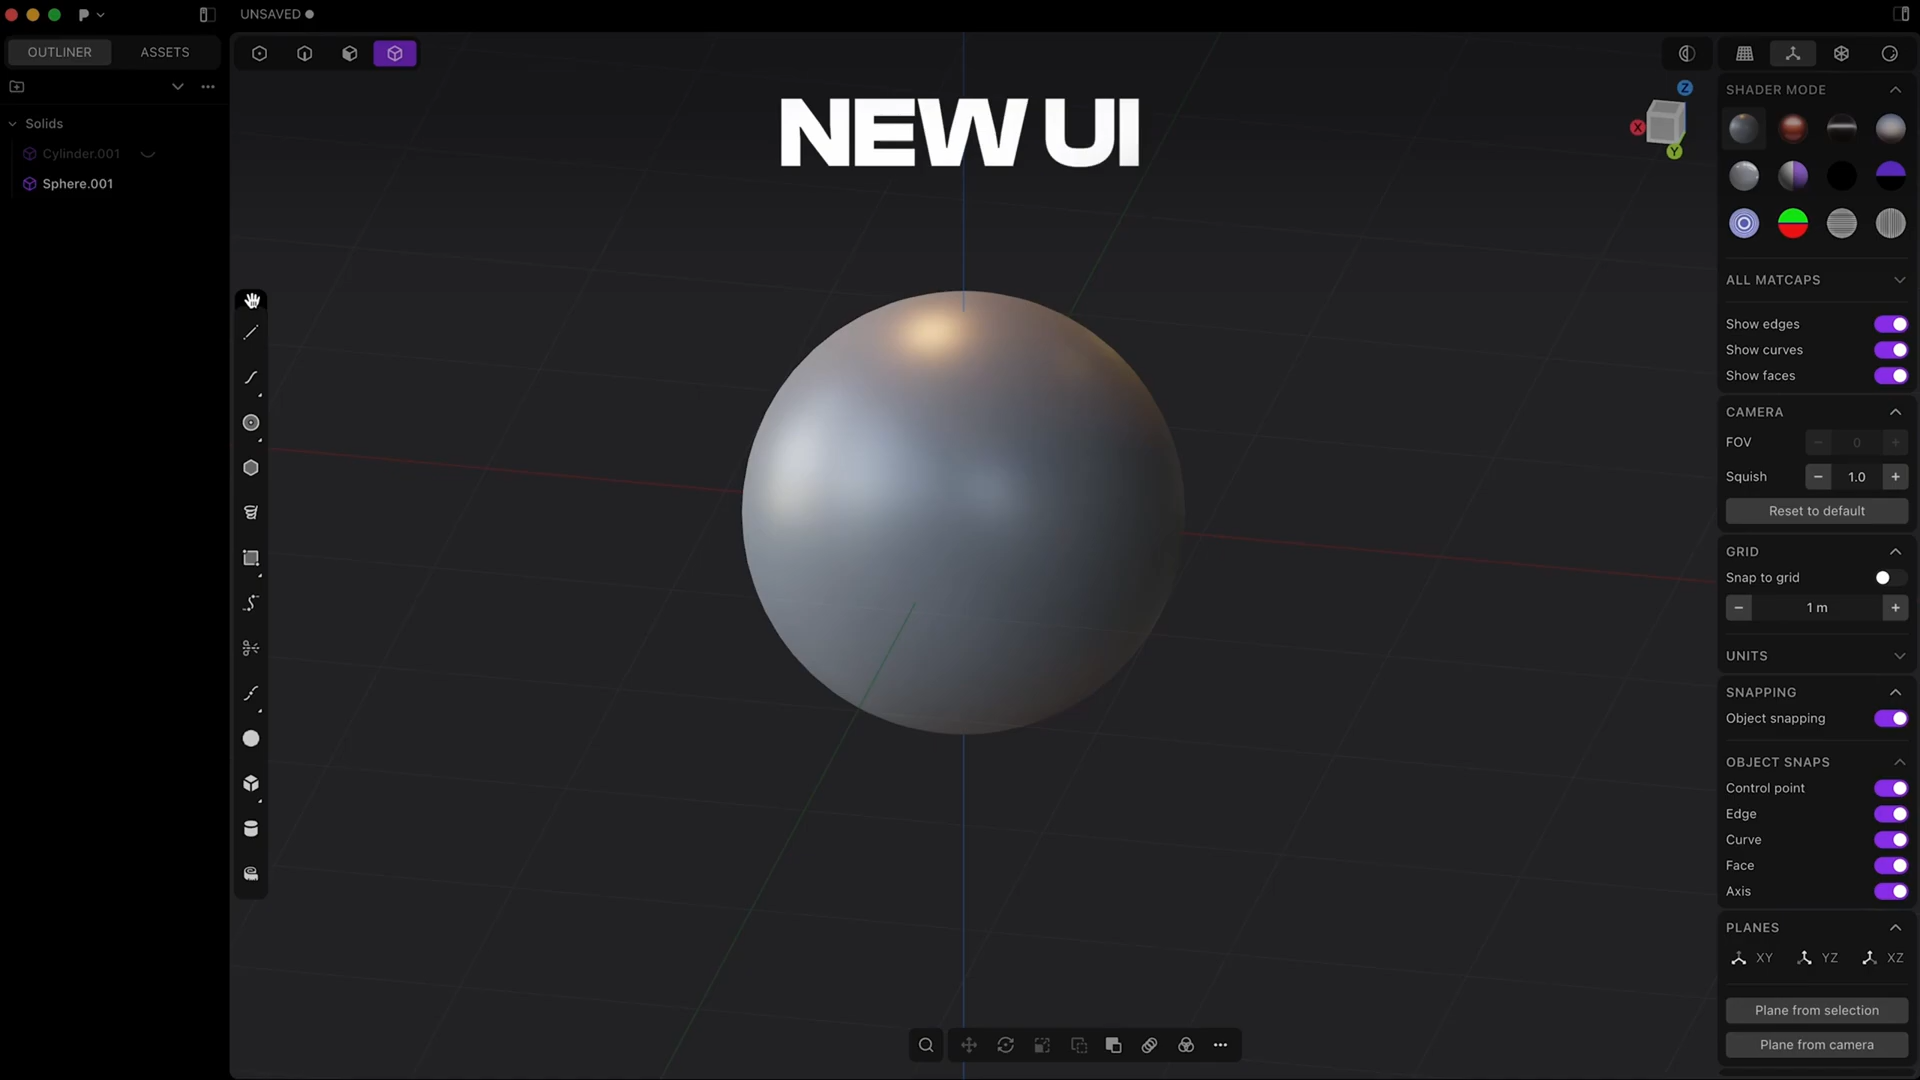 UNSAVED
OUTLINER
ASSETS
Solids
Cylinder.001
Sphere.001
NEW UI
Z
X
Y
SHADER MODE
ALL MATCAPS
Show edges
Show curves
Show faces
CAMERA
FOV
0
Squish
1.0
Reset to default
GRID
Snap to grid
1 m
UNITS
SNAPPING
Object snapping
OBJECT SNAPS
Control point
Edge
Curve
Face
Axis
PLANES
XY
YZ
XZ
Plane from selection
Plane from camera